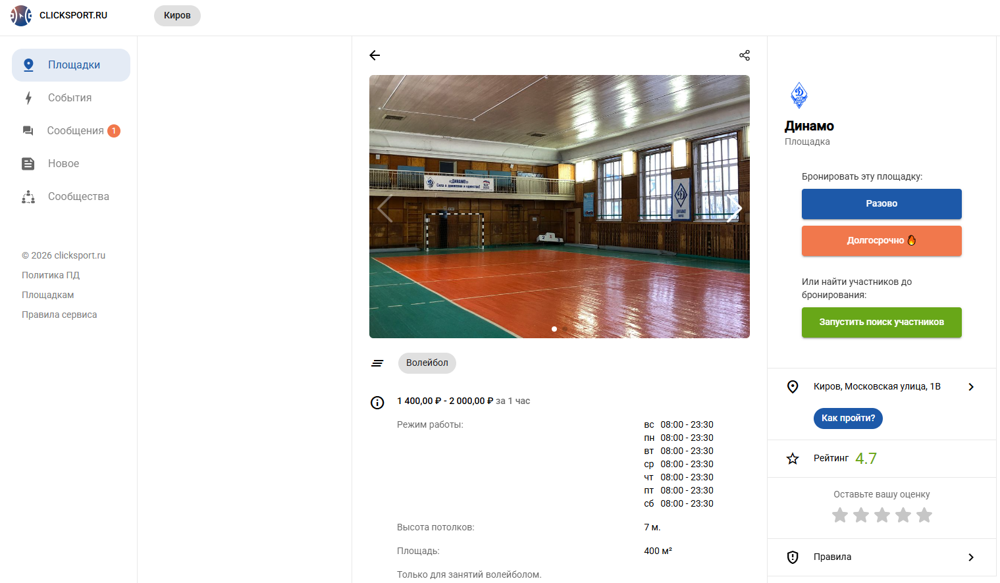 CLICKSPORT.RU
Киров
Площадки
События
Сообщения 1
Новое
Сообщества
© 2026 clicksport.ru
Политика ПД
Площадкам
Правила сервиса
«ДИНАМО»
Сила в движении и единстве!
ДИНАМО
2 1
Волейбол
1 400,00 ₽ - 2 000,00 ₽ за 1 час
Режим работы:
вс 08:00 - 23:30
пн 08:00 - 23:30
вт 08:00 - 23:30
ср 08:00 - 23:30
чт 08:00 - 23:30
пт 08:00 - 23:30
сб 08:00 - 23:30
Высота потолков: 7 м.
Площадь: 400 м²
Только для занятий волейболом.
Динамо
Площадка
Бронировать эту площадку:
Разово
Долгосрочно 🔥
Или найти участников до
бронирования:
Запустить поиск участников
Киров, Московская улица, 1В
Как пройти?
Рейтинг 4.7
Оставьте вашу оценку
Правила